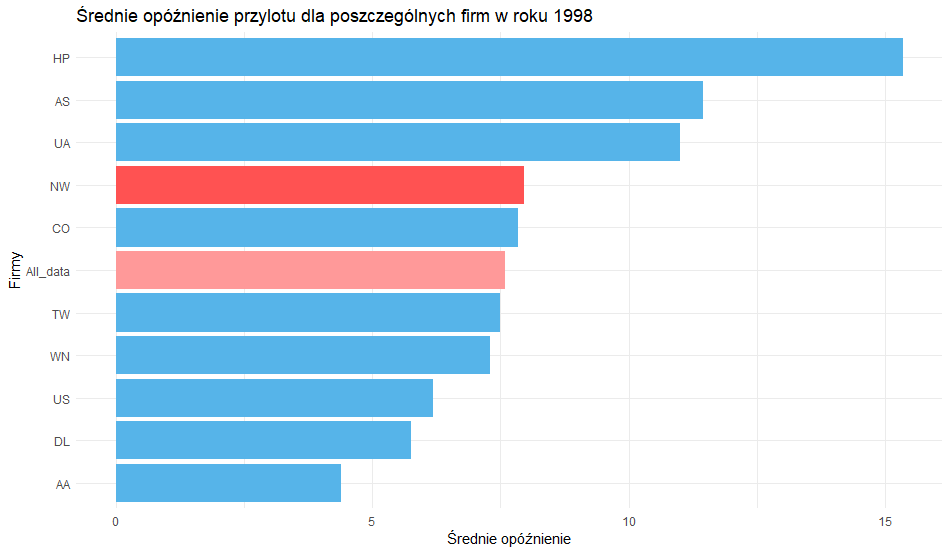 Średnie opóźnienie przylotu dla poszczególnych firm w roku 1998
HP
AS
UA
NW
CO
All_data
TW
WN
US
DL
AA
Firmy
0 5 10 15
Średnie opóźnienie